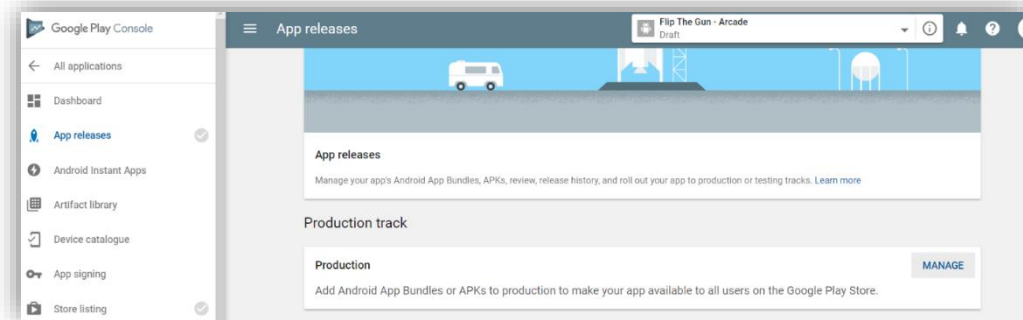 Google Play Console
App releases
Flip The Gun - Arcade
Draft
All applications
Dashboard
App releases
Android Instant Apps
Artifact library
Device catalogue
App signing
Store listing
App releases
Manage your app's Android App Bundles, APKs, review, release history, and roll out your app to production or testing tracks. Learn more
Production track
Production
MANAGE
Add Android App Bundles or APKs to production to make your app available to all users on the Google Play Store.